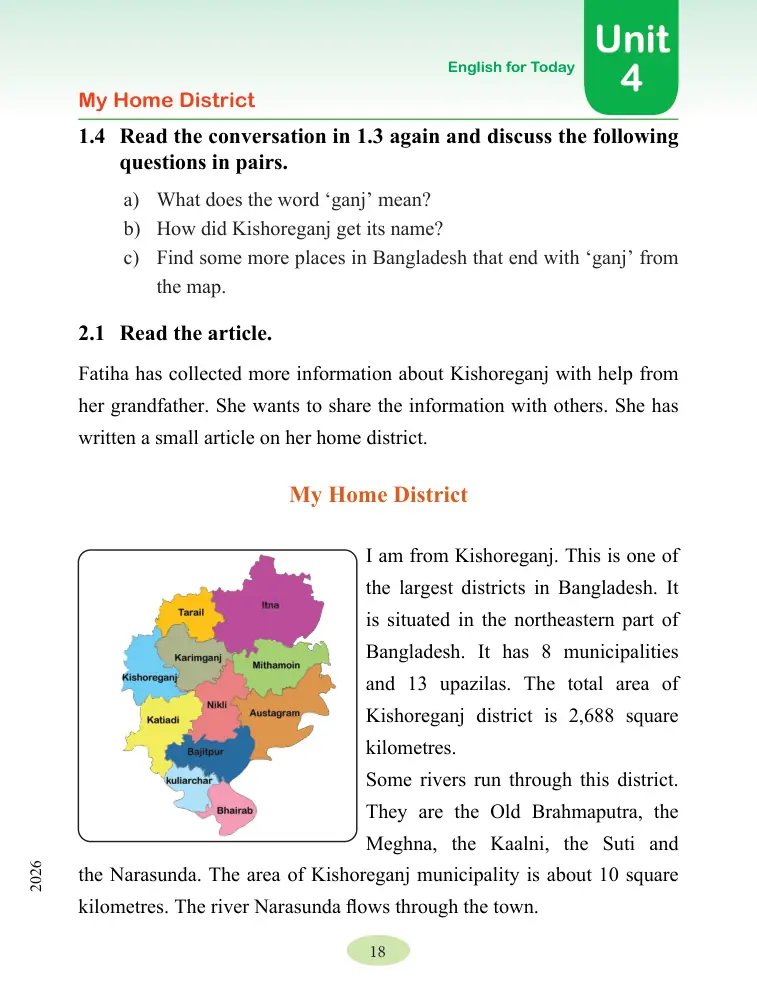 Unit
4
English for Today
My Home District
1.4 Read the conversation in 1.3 again and discuss the following
questions in pairs.
a) What does the word ‘ganj’ mean?
b) How did Kishoreganj get its name?
c) Find some more places in Bangladesh that end with ‘ganj’ from
the map.
2.1 Read the article.
Fatiha has collected more information about Kishoreganj with help from
her grandfather. She wants to share the information with others. She has
written a small article on her home district.
My Home District
Itna
Tarail
Karimganj
Mithamoin
Kishoreganj
Nikli
Austagram
Katiadi
Bajitpur
kuliarchar
Bhairab
I am from Kishoreganj. This is one of
the largest districts in Bangladesh. It
is situated in the northeastern part of
Bangladesh. It has 8 municipalities
and 13 upazilas. The total area of
Kishoreganj district is 2,688 square
kilometres.
Some rivers run through this district.
They are the Old Brahmaputra, the
Meghna, the Kaalni, the Suti and
the Narasunda. The area of Kishoreganj municipality is about 10 square
kilometres. The river Narasunda flows through the town.
2026
18